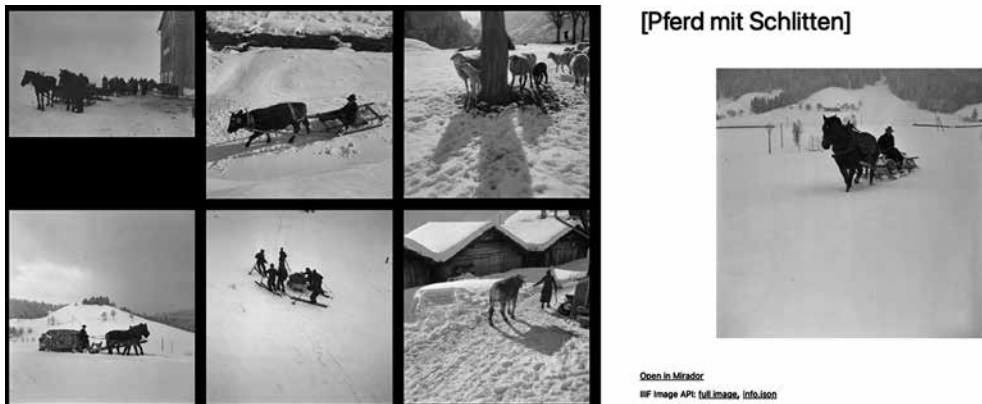 [Pferd mit Schlitten]
Open in Mirador
IIIF Image API: full image, info.json